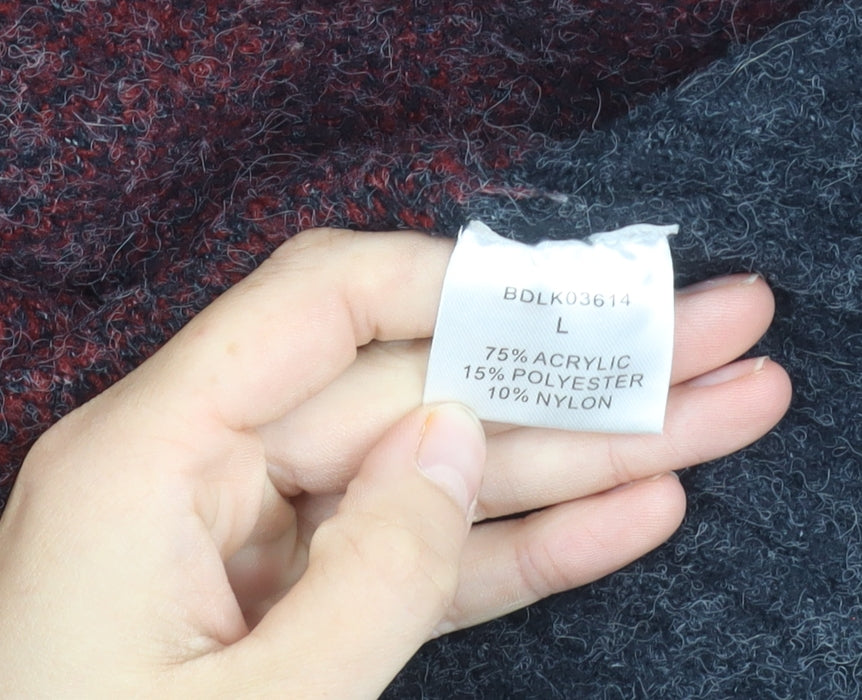 BDLK03614
L
75% ACRYLIC
15% POLYESTER
10% NYLON